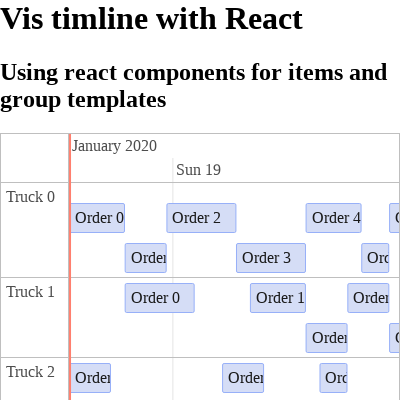 Vis timline with React
Using react components for items and
group templates
January 2020
Sun 19
Truck 0
Order 0
Order 2
Order 4
Order
Order 3
Truck 1
Order 0
Order 1
Order
Order
Truck 2
Order
Order